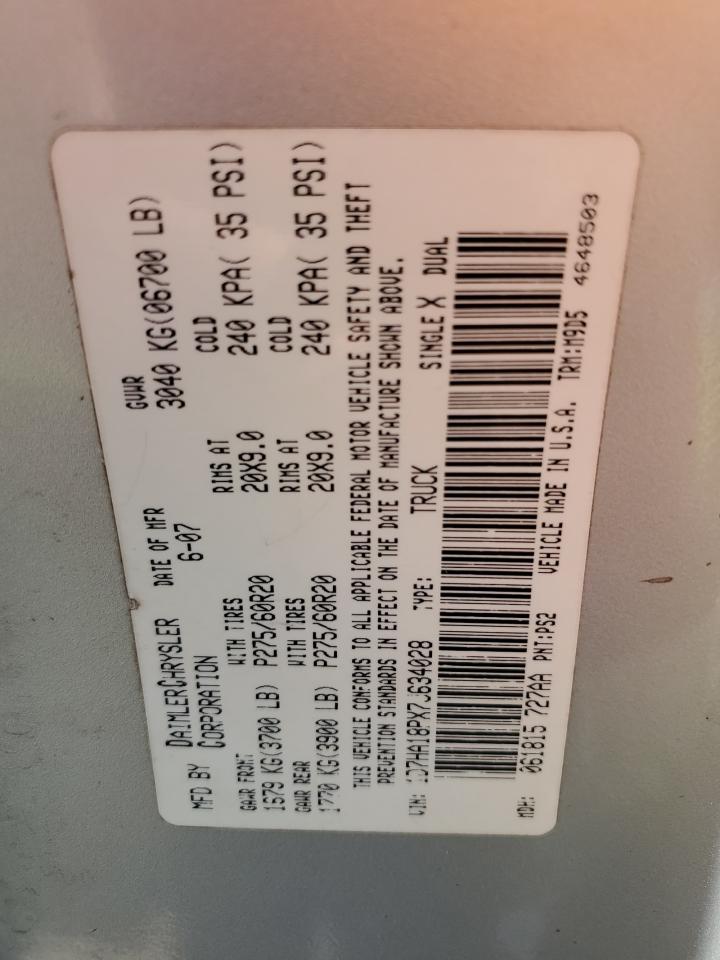 MFD BY DAIMLERCHRYSLER CORPORATION DATE OF MFR 6-07 GVWR 3040 KG(06700 LB)
GAWR FRONT WITH TIRES RIMS AT COLD
1679 KG(3700 LB) P275/60R20 20X9.0 240 KPA( 35 PSI)
GAWR REAR WITH TIRES RIMS AT COLD
1770 KG(3900 LB) P275/60R20 20X9.0 240 KPA( 35 PSI)
THIS VEHICLE CONFORMS TO ALL APPLICABLE FEDERAL MOTOR VEHICLE SAFETY AND THEFT
PREVENTION STANDARDS IN EFFECT ON THE DATE OF MANUFACTURE SHOWN ABOVE.
VIN: 1D7HA18PX7J634028 TYPE: TRUCK SINGLE X DUAL
MDH: 061815 727AA PNT:PS2 VEHICLE MADE IN U.S.A. TRM:M9D5 4648503